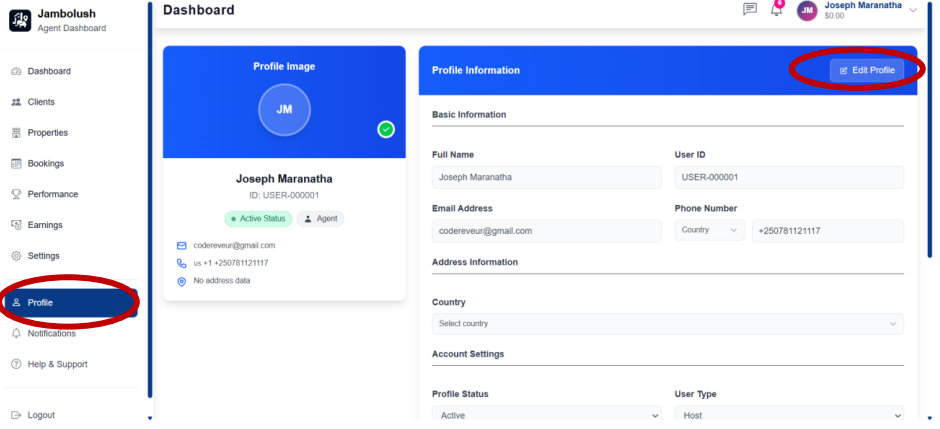 Jambolush
Agent Dashboard
Dashboard
Clients
Properties
Bookings
Performance
Earnings
Settings
Profile
Notifications
Help & Support
Logout
Dashboard
6
JM
Joseph Maranatha
$0.00
Profile Image
JM
Joseph Maranatha
ID: USER-000001
Active Status
Agent
codereveur@gmail.com
us +1 +250781121117
No address data
Profile Information
Edit Profile
Basic Information
Full Name
User ID
Joseph Maranatha
USER-000001
Email Address
Phone Number
codereveur@gmail.com
Country
+250781121117
Address Information
Country
Select country
Account Settings
Profile Status
User Type
Active
Host